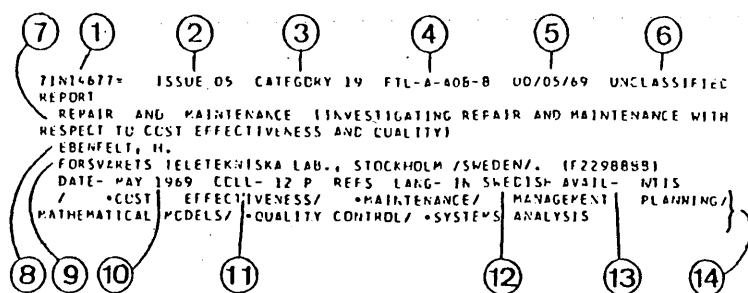 7 1 2 3 4 5 6
71N14677* ISSUE 05 CATEGORY 19 FTL-A-A08-8 00/05/69 UNCLASSIFIED
REPORT
REPAIR AND MAINTENANCE (INVESTIGATING REPAIR AND MAINTENANCE WITH
RESPECT TO COST EFFECTIVENESS AND QUALITY)
EBENFELT, H.
FORSVARETS TELETEKNISKA LAB., STOCKHOLM /SWEDEN/. (F2298888)
DATE- MAY 1969 COLL- 12 P REFS LANG- IN SWEDISH AVAIL- NTIS
/ *COST EFFECTIVENESS/ *MAINTENANCE/ MANAGEMENT PLANNING/
MATHEMATICAL MODELS/ *QUALITY CONTROL/ *SYSTEMS ANALYSIS
8 9 10 11 12 13 14